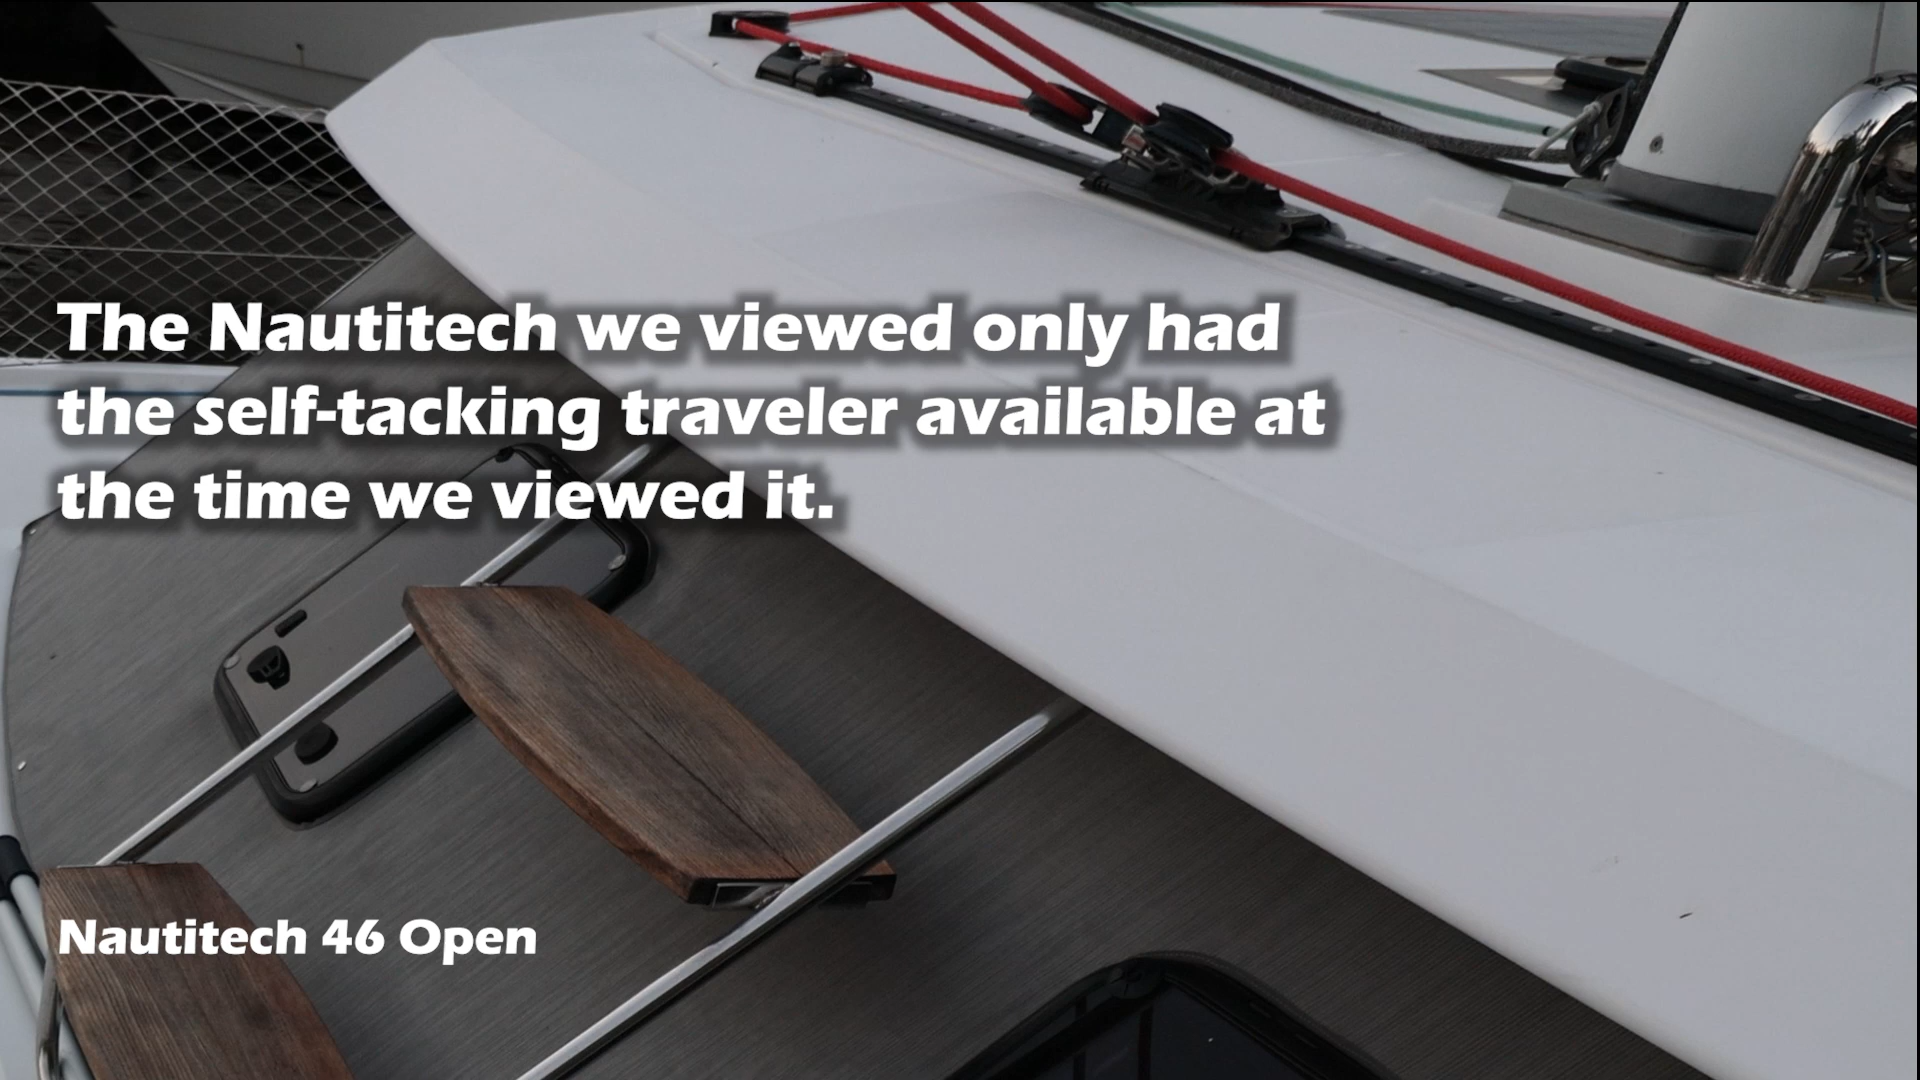 The Nautitech we viewed only had
the self-tacking traveler available at
the time we viewed it.
Nautitech 46 Open